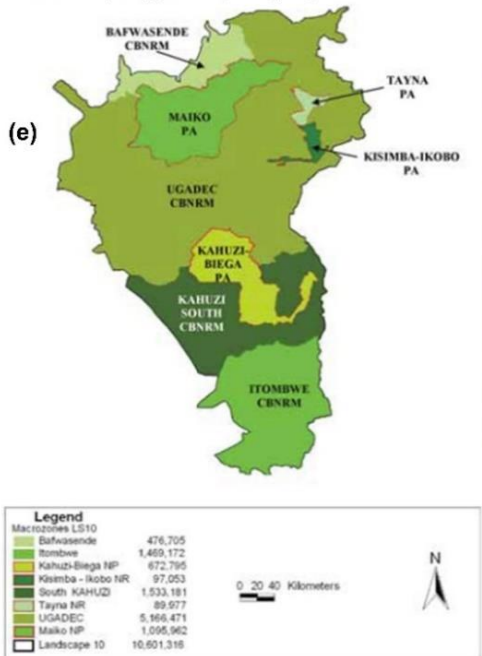 (e)
BAFWASENDE
CBNRM
TAYNA
PA
MAIKO
PA
KISIMBA-IKOBO
PA
UGADEC
CBNRM
KAHUZI-
BIEGA
PA
KAHUZI
SOUTH
CBNRM
ITOMBWE
CBNRM
Legend
Macrozones LS10
Bafwasende 476,705
Itombwe 1,469,172
Kahuzi-Biega NP 672,795
Kisimba - Ikobo NR 97,053
South KAHUZI 1,533,181
Tayna NR 89,977
UGADEC 5,166,471
Maiko NP 1,095,962
Landscape 10 10,601,316
0 20 40 Kilometers
N